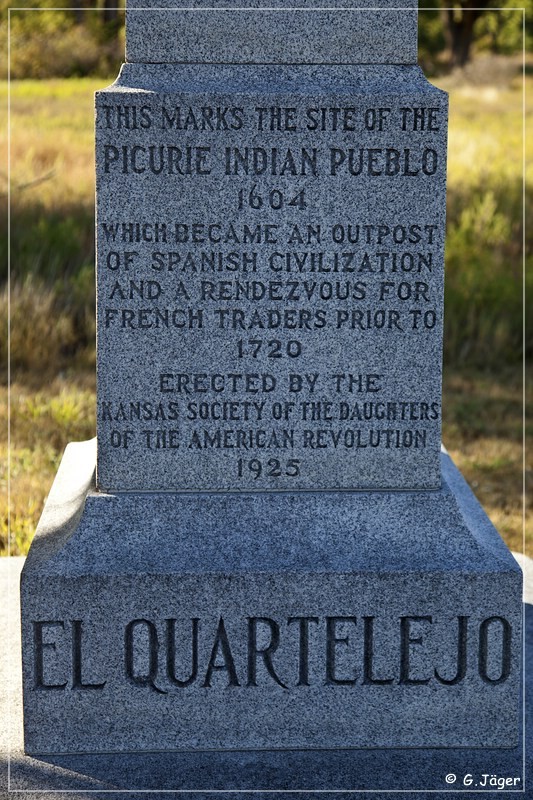 THIS MARKS THE SITE OF THE
PICURIE INDIAN PUEBLO
1604
WHICH BECAME AN OUTPOST
OF SPANISH CIVILIZATION
AND A RENDEZVOUS FOR
FRENCH TRADERS PRIOR TO
1720
ERECTED BY THE
KANSAS SOCIETY OF THE DAUGHTERS
OF THE AMERICAN REVOLUTION
1925
EL QUARTELEJO
© G.Jäger